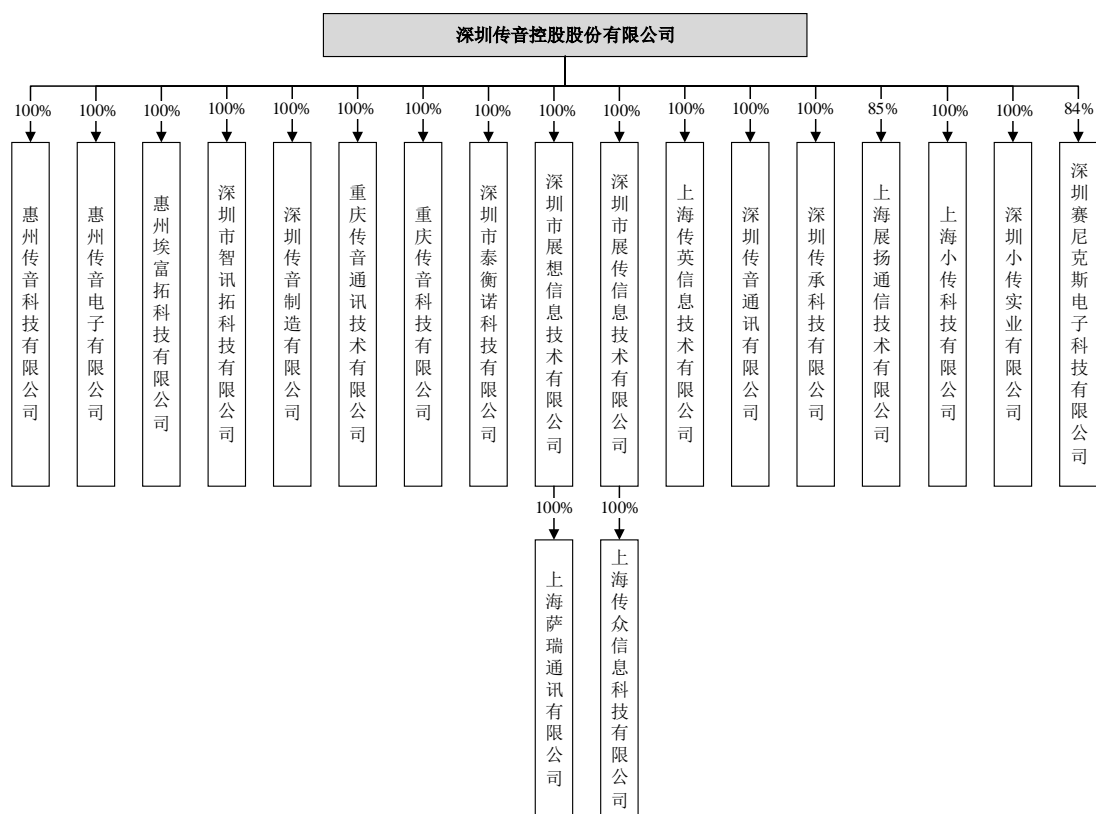 深圳传音控股股份有限公司
100%
100%
100%
100%
100%
100%
100%
100%
100%
100%
100%
100%
100%
85%
100%
100%
84%
惠州传音科技有限公司
惠州传音电子有限公司
惠州埃富拓科技有限公司
深圳市智讯拓科技有限公司
深圳传音制造有限公司
重庆传音通讯技术有限公司
重庆传音科技有限公司
深圳市泰衡诺科技有限公司
深圳市展想信息技术有限公司
深圳市展传信息技术有限公司
上海传英信息技术有限公司
深圳传音通讯有限公司
深圳传承科技有限公司
上海展扬通信技术有限公司
上海小传科技有限公司
深圳小传实业有限公司
深圳赛尼克斯电子科技有限公司
100%
100%
上海萨瑞通讯有限公司
上海传众信息科技有限公司